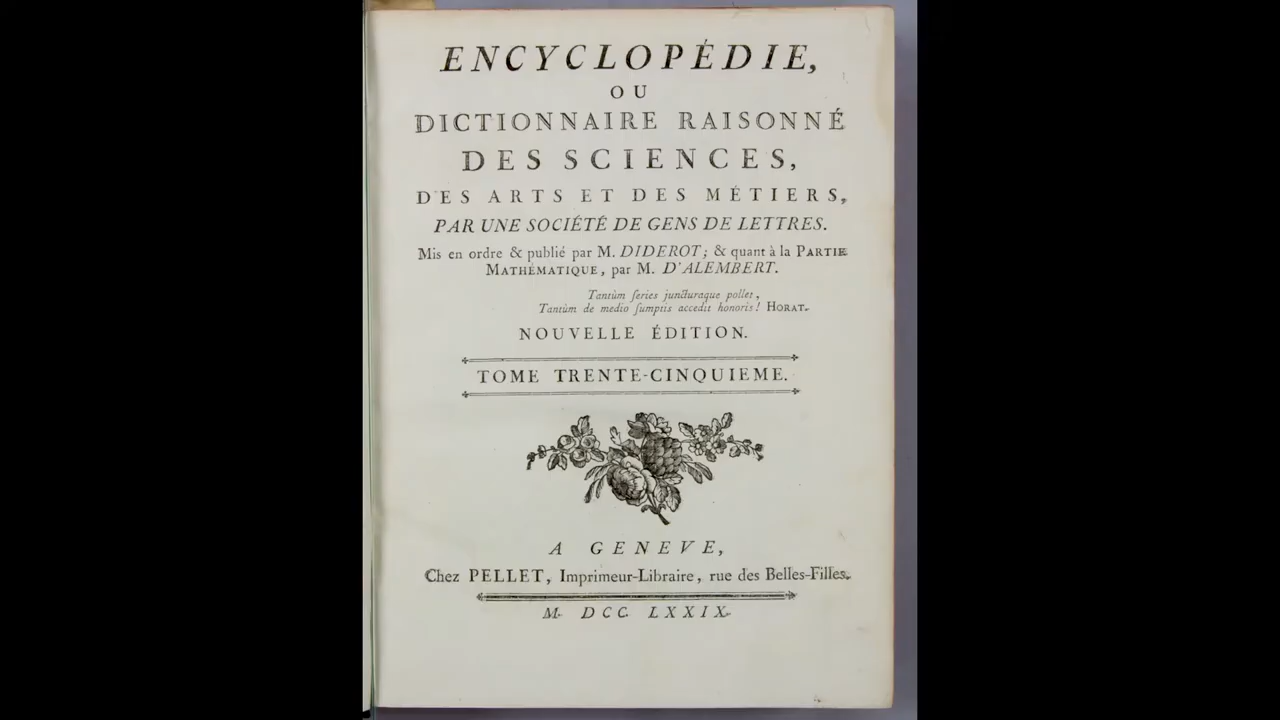 ENCYCLOPÉDIE,
OU
DICTIONNAIRE RAISONNÉ
DES SCIENCES,
DES ARTS ET DES MÉTIERS,
PAR UNE SOCIÉTÉ DE GENS DE LETTRES.
Mis en ordre & publié par M. DIDEROT; & quant à la PARTIE
MATHÉMATIQUE, par M. D'ALEMBERT.
Tantùm ſeries juncturaque pollet,
Tantùm de medio ſumptis accedit honoris! HORAT.
NOUVELLE ÉDITION.
TOME TRENTE-CINQUIEME.
A GENEVE,
Chez PELLET, Imprimeur-Libraire, rue des Belles-Filles.
M. DCC. LXXIX.